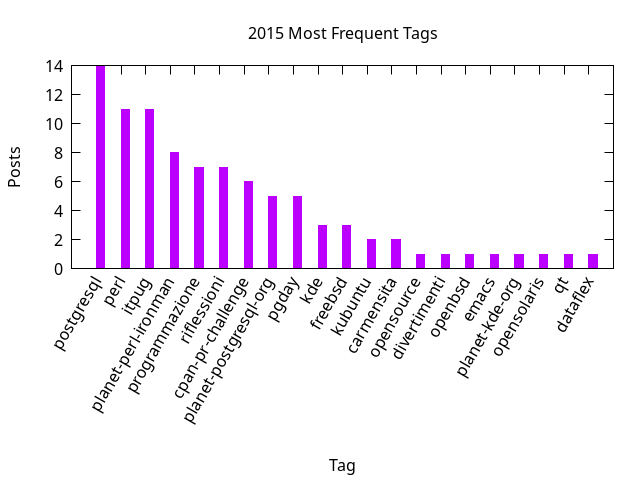 2015 Most Frequent Tags
Posts
14
12
10
8
6
4
2
0
postgresql
perl
itpug
planet-perl-ironman
programmazione
riflessioni
cpan-pr-challenge
planet-postgresql-org
pgday
kde
freebsd
kubuntu
carmensita
opensource
divertimenti
openbsd
emacs
planet-kde-org
opensolaris
qt
dataflex
Tag